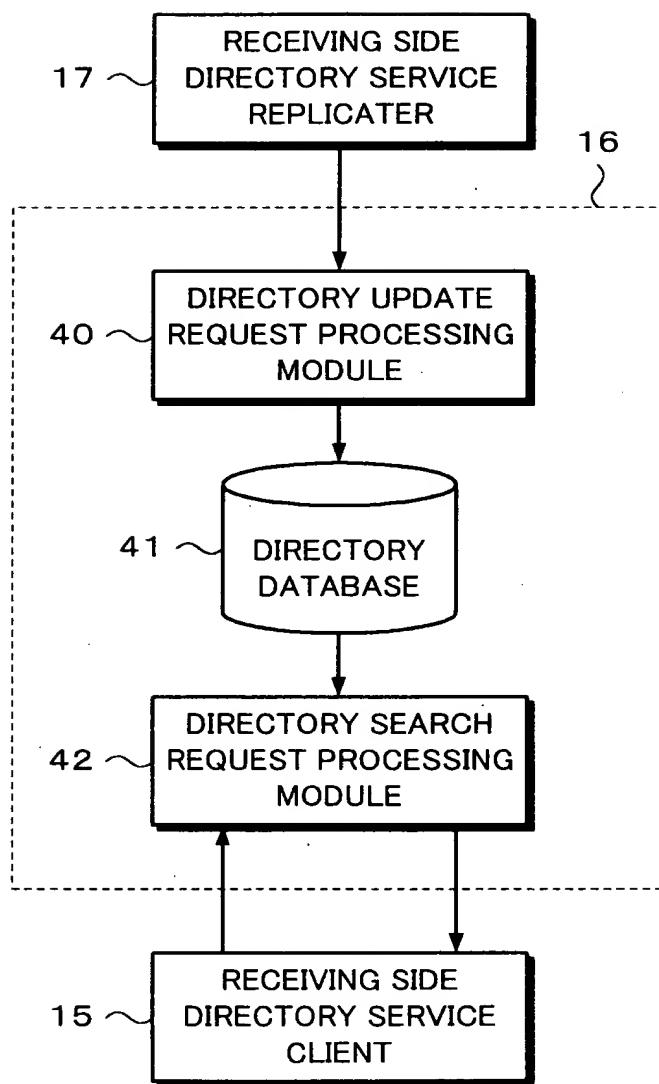 RECEIVING SIDE
17
DIRECTORY SERVICE
REPLICATER
16
DIRECTORY UPDATE
40
REQUEST PROCESSING
MODULE
41
DIRECTORY
DATABASE
DIRECTORY SEARCH
42
REQUEST PROCESSING
MODULE
RECEIVING SIDE
15
DIRECTORY SERVICE
CLIENT